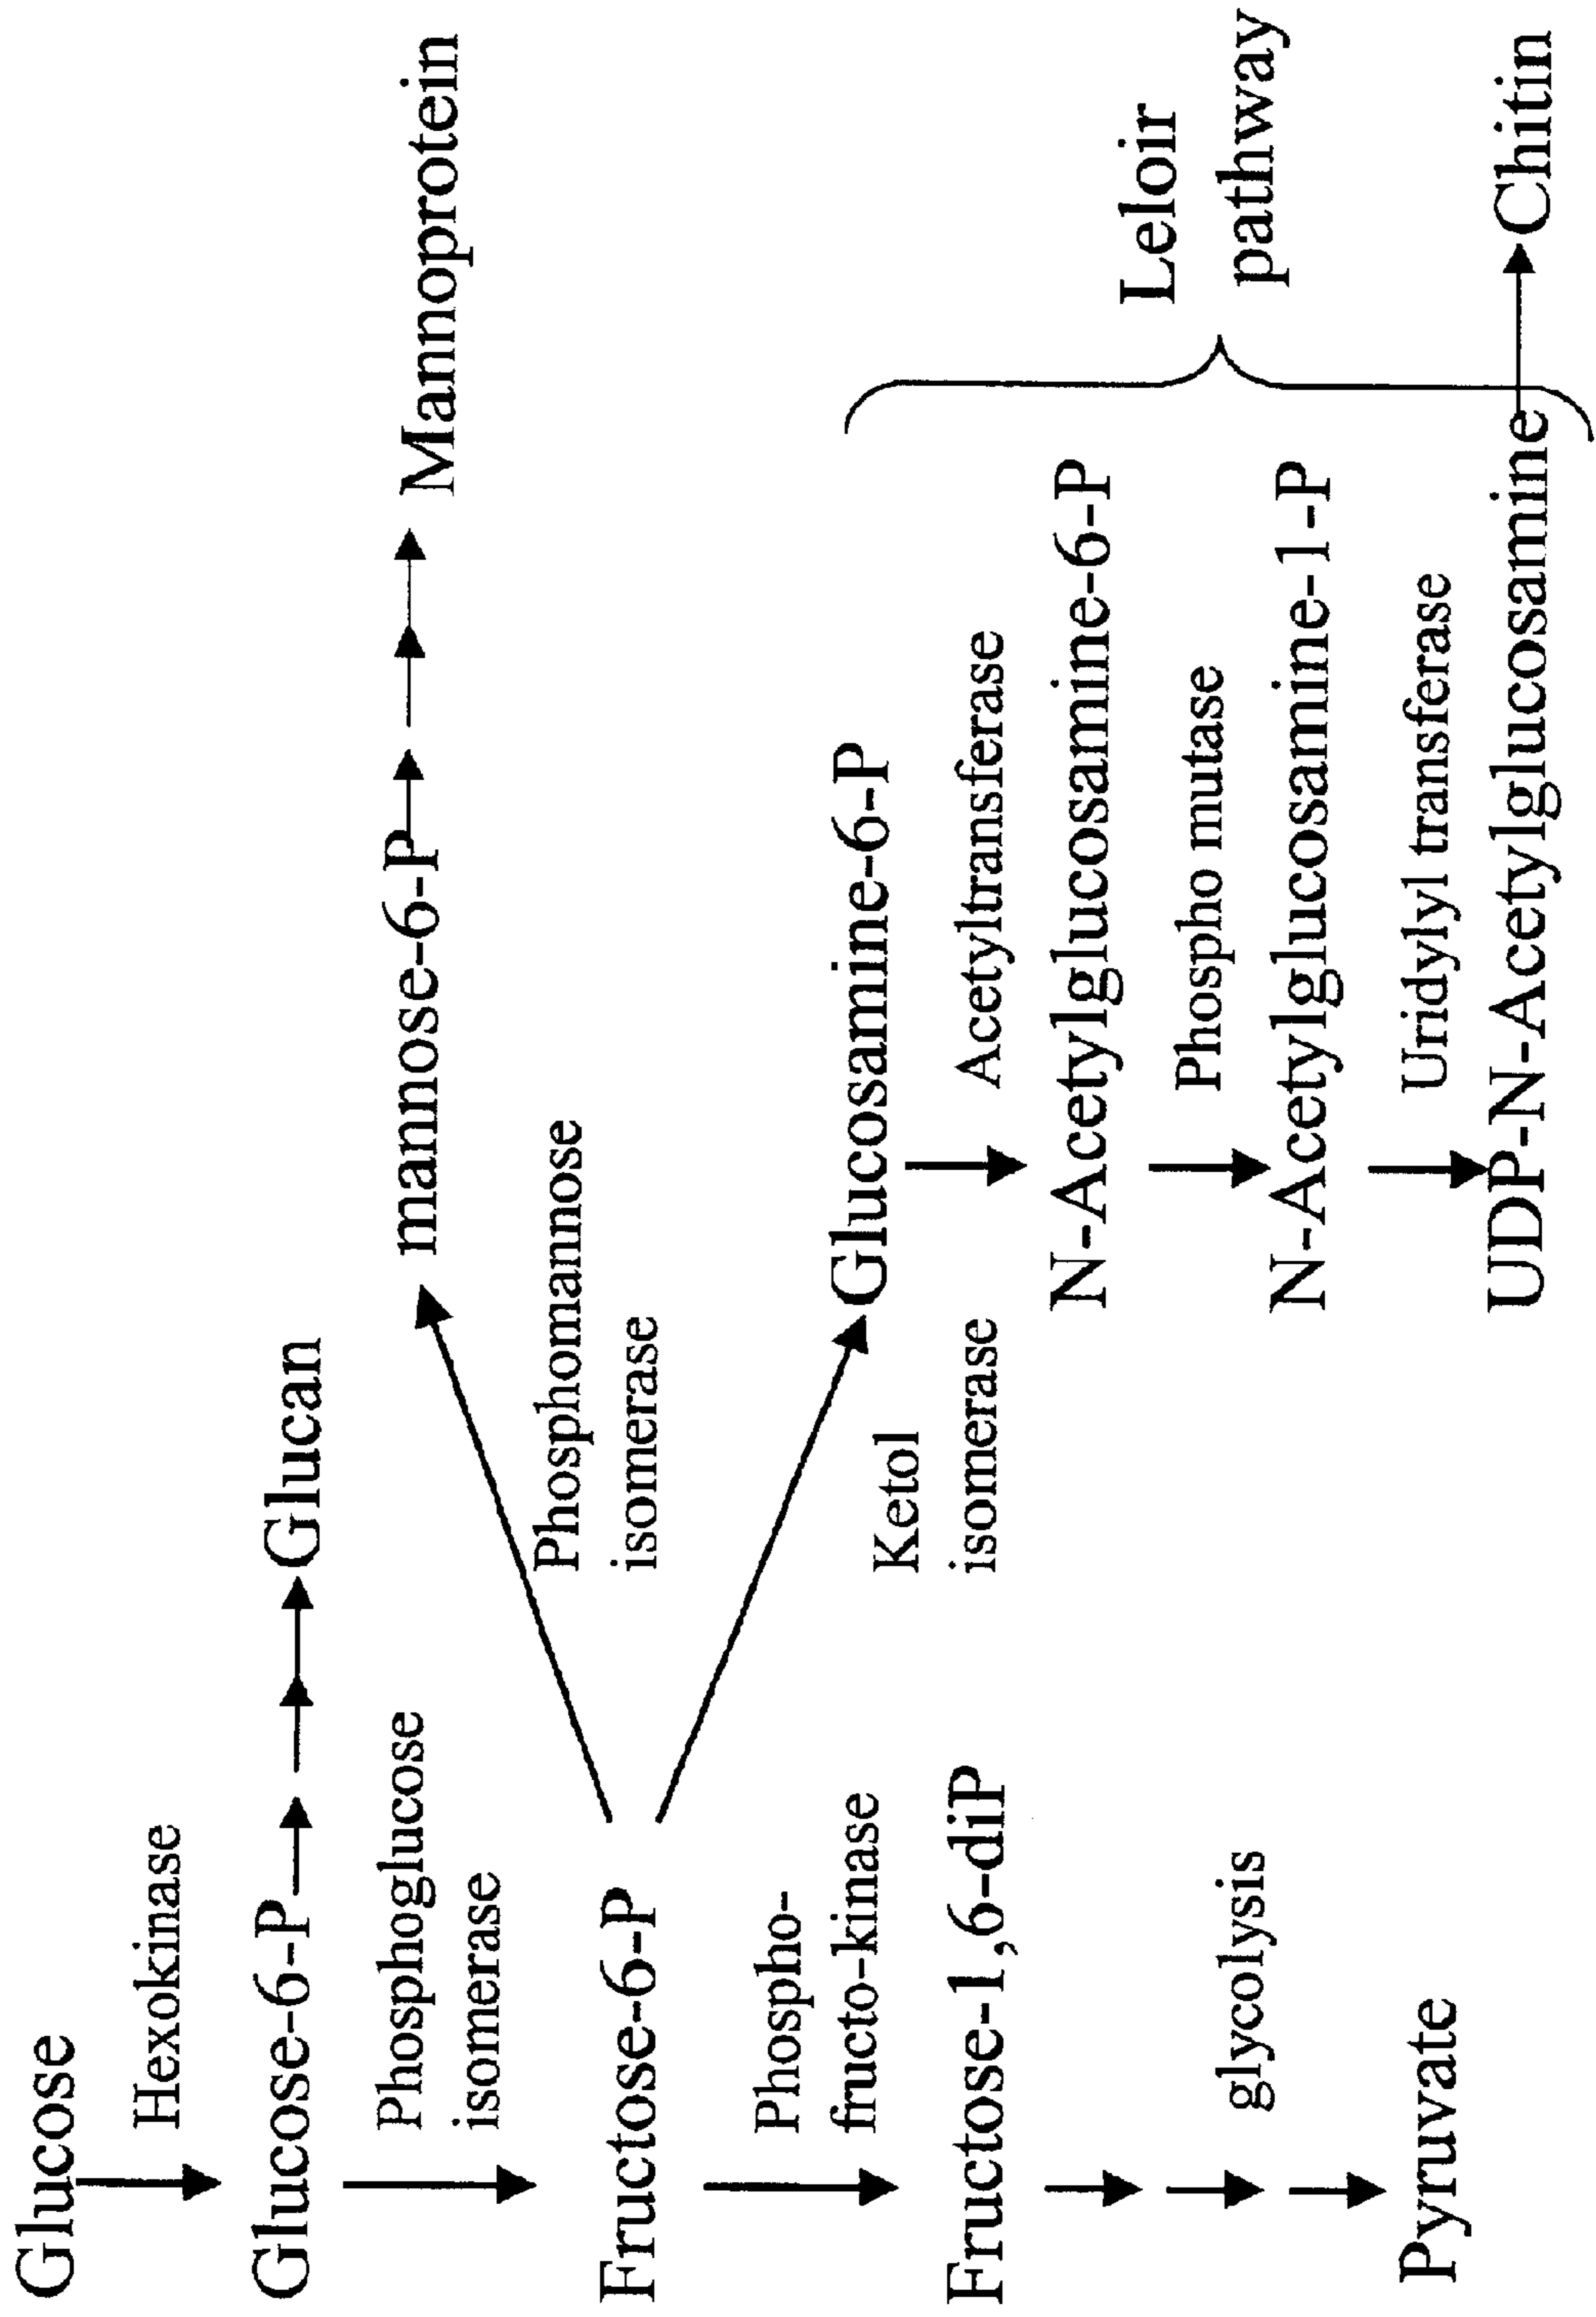 Glucose
Hexokinase
Glucose-6-P
Glucan
Phosphoglucose
isomerase
mannose-6-P
Mannoprotein
Phosphomannose
isomerase
Fructose-6-P
Phospho-
fructo-kinase
Ketol
isomerase
Glucosamine-6-P
Acetyltransferase
Fructose-1,6-diP
N-Acetylglucosamine-6-P
Leloir
pathway
Phospho mutase
glycolysis
N-Acetylglucosamine-1-P
Uridylyl transferase
Pyruvate
UDP-N-Acetylglucosamine
Chitin